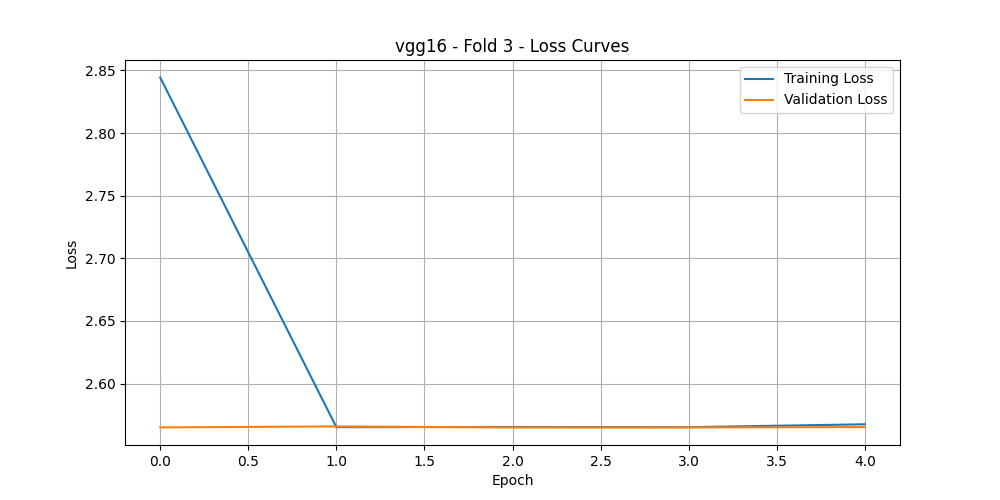 vgg16 - Fold 3 - Loss Curves
Training Loss
Validation Loss
2.85
2.80
2.75
2.70
2.65
2.60
Loss
0.0 0.5 1.0 1.5 2.0 2.5 3.0 3.5 4.0
Epoch